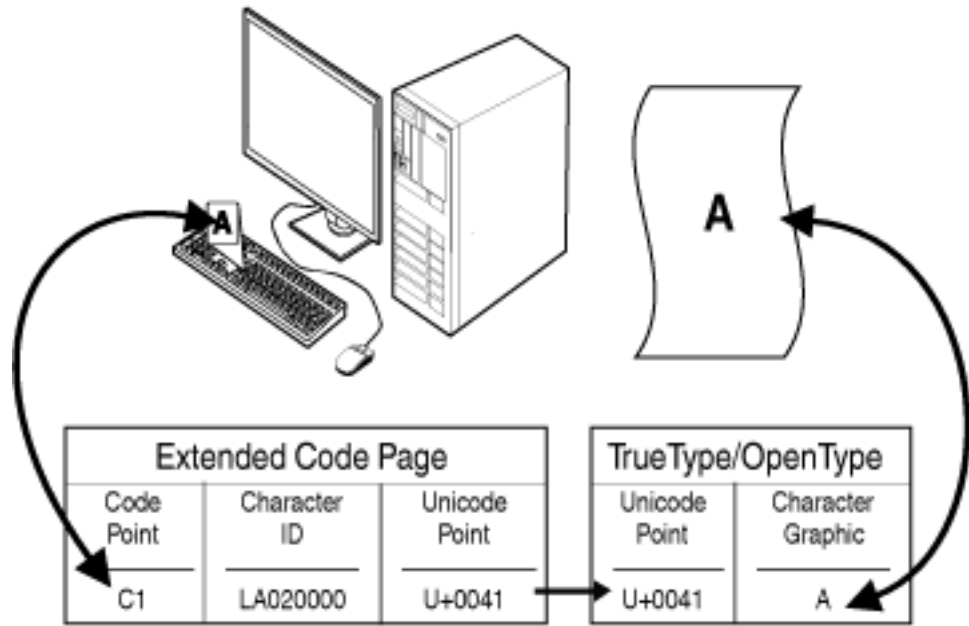 A
A
Extended Code Page
Code Point
Character ID
Unicode Point
C1
LA020000
U+0041
TrueType/OpenType
Unicode Point
Character Graphic
U+0041
A